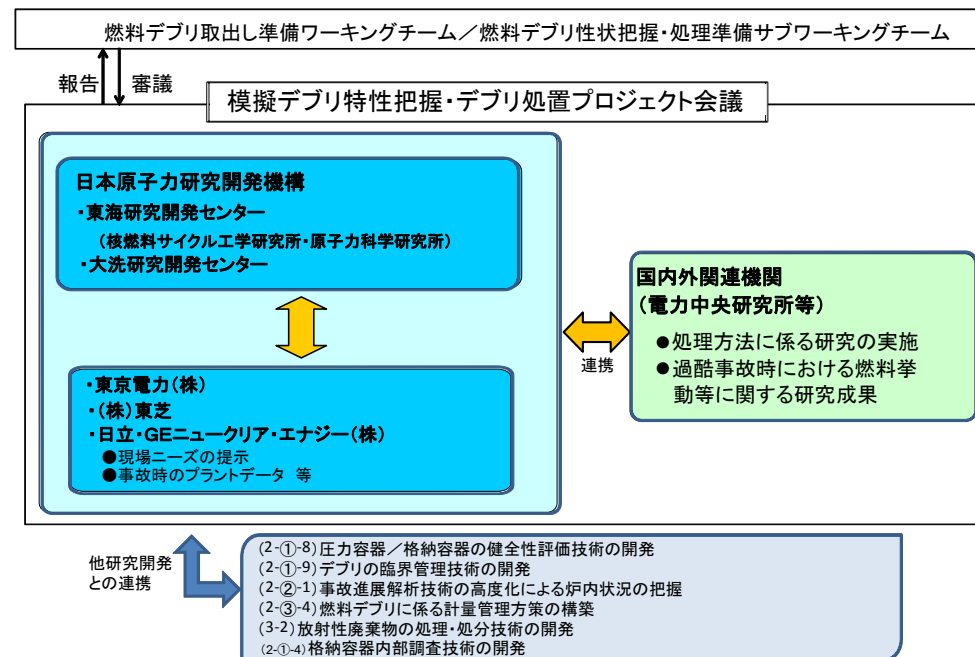 燃料デブリ取出し準備ワーキングチーム／燃料デブリ性状把握・処理準備サブワーキングチーム
報告
審議
模擬デブリ特性把握・デブリ処置プロジェクト会議
日本原子力研究開発機構
・東海研究開発センター
（核燃料サイクル工学研究所・原子力科学研究所）
・大洗研究開発センター
・東京電力（株）
・（株）東芝
・日立・GEニュークリア・エナジー（株）
●現場ニーズの提示
●事故時のプラントデータ 等
連携
国内外関連機関
（電力中央研究所等）
●処理方法に係る研究の実施
●過酷事故時における燃料挙
動等に関する研究成果
他研究開発
との連携
(2-①-8)圧力容器／格納容器の健全性評価技術の開発
(2-①-9)デブリの臨界管理技術の開発
(2-②-1)事故進展解析技術の高度化による炉内状況の把握
(2-③-4)燃料デブリに係る計量管理方策の構築
(3-2)放射性廃棄物の処理・処分技術の開発
(2-①-4)格納容器内部調査技術の開発